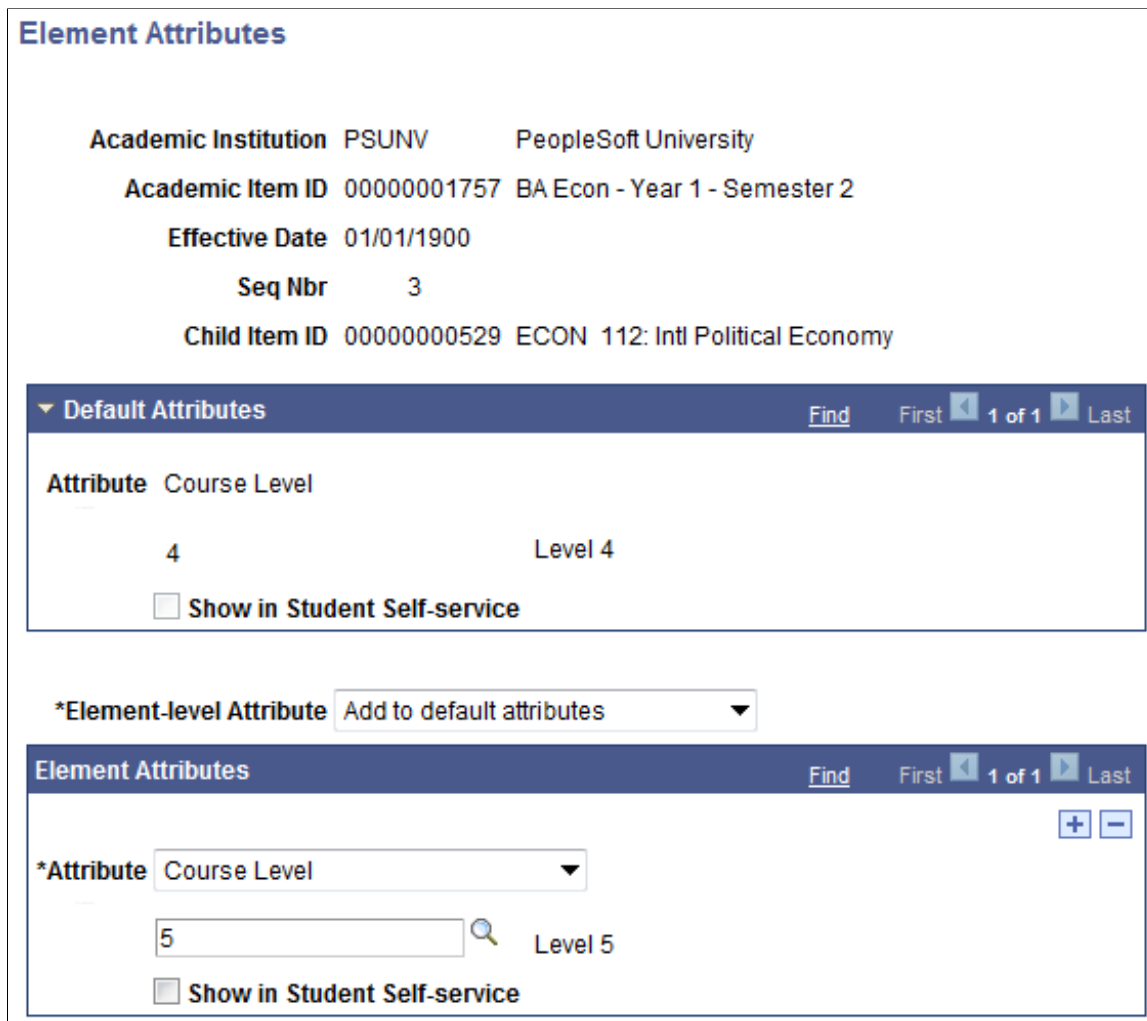 Element Attributes
Academic Institution PSUNV PeopleSoft University
Academic Item ID 00000001757 BA Econ - Year 1 - Semester 2
Effective Date 01/01/1900
Seq Nbr 3
Child Item ID 00000000529 ECON 112: Intl Political Economy
Default Attributes Find First 1 of 1 Last
Attribute Course Level
4 Level 4
Show in Student Self-service
*Element-level Attribute Add to default attributes
Element Attributes Find First 1 of 1 Last
*Attribute Course Level
5 Level 5
Show in Student Self-service